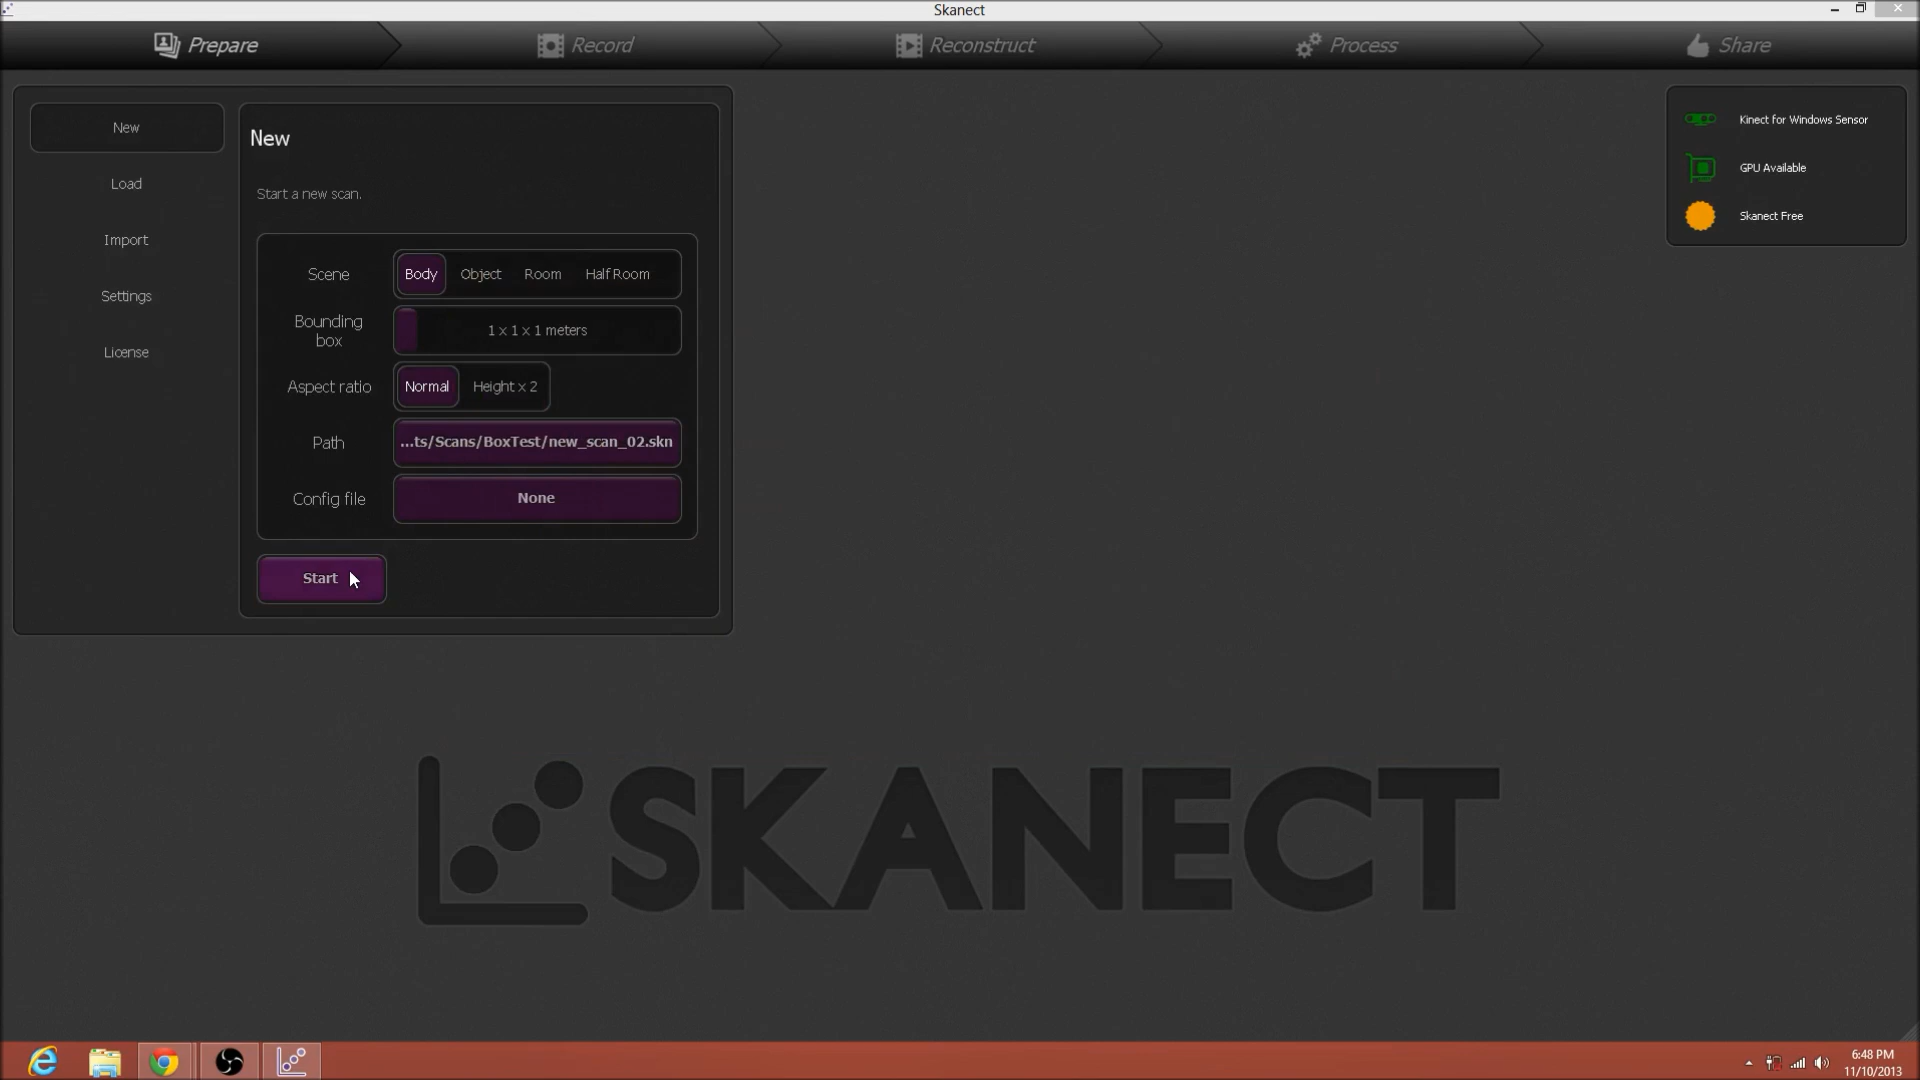 Skanect
Prepare
Record
Reconstruct
Process
Share
New
Load
Import
Settings
License
New
Start a new scan.
Scene
Body
Object
Room
Half Room
Bounding
box
1 x 1 x 1 meters
Aspect ratio
Normal
Height x 2
Path
...ts/Scans/BoxTest/new_scan_02.skn
Config file
None
Start
Kinect for Windows Sensor
GPU Available
Skanect Free
SKANECT
6:48 PM
11/10/2013